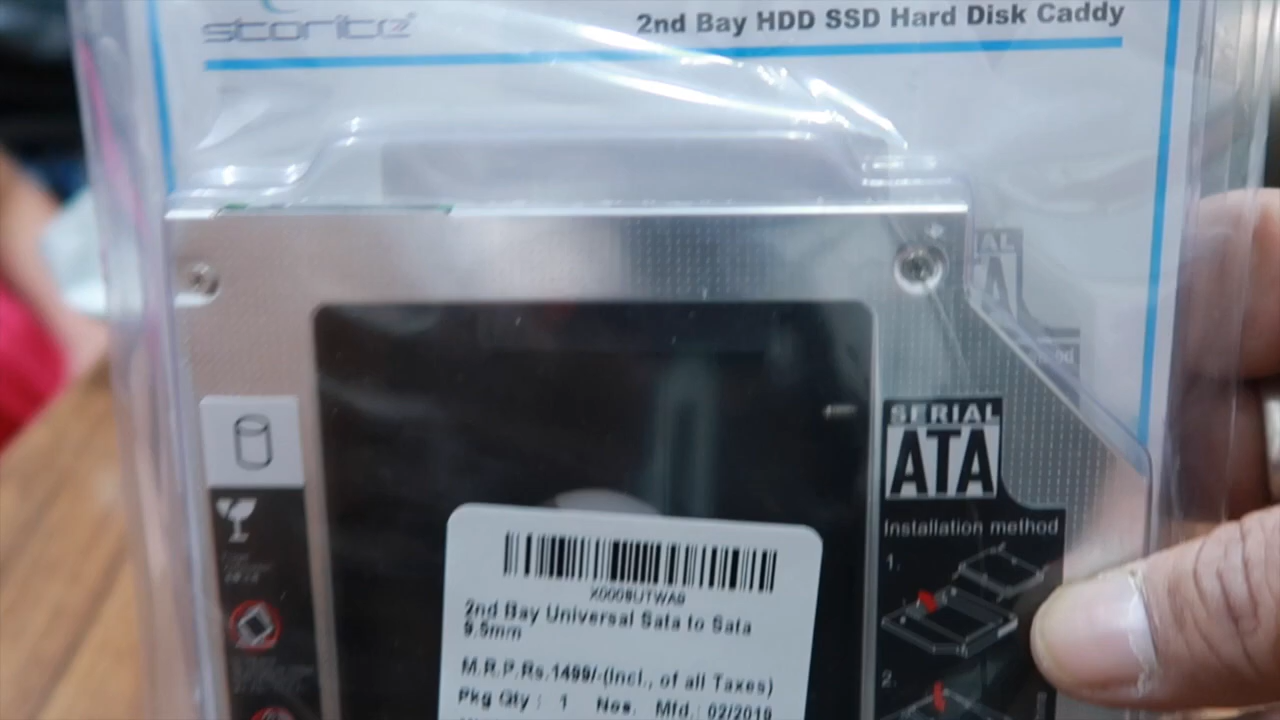 storite
2nd Bay HDD SSD Hard Disk Caddy
SERIAL
ATA
Installation method
1.
2.
X0009UTWA9
2nd Bay Universal Sata to Sata
9.5mm
M.R.P.Rs.1499/-(Incl., of all Taxes)
Pkg Qty : 1 Nos. Mfd.: 02/2019